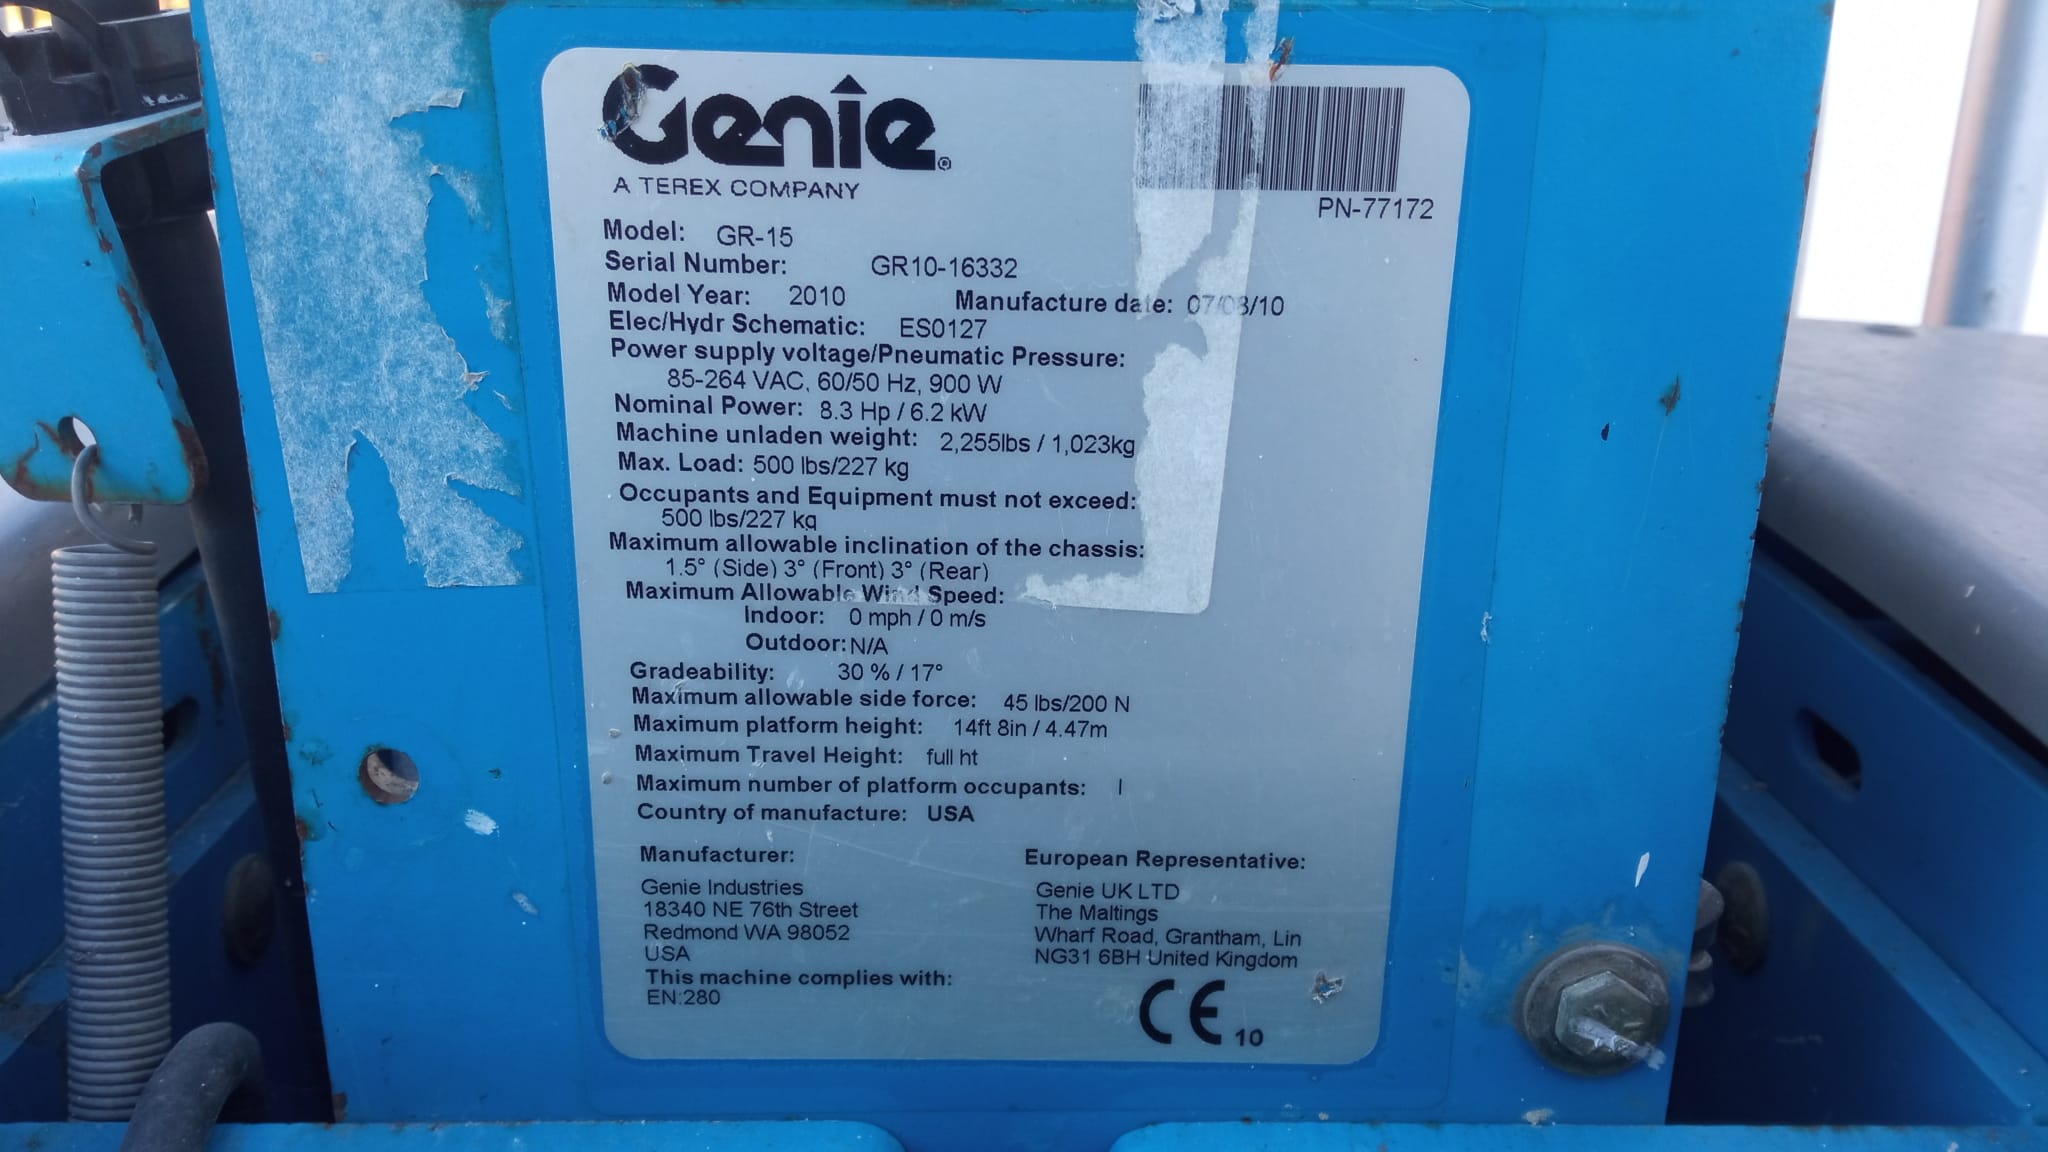 Genie®
A TEREX COMPANY
PN-77172
Model: GR-15
Serial Number: GR10-16332
Model Year: 2010 Manufacture date: 07/08/10
Elec/Hydr Schematic: ES0127
Power supply voltage/Pneumatic Pressure:
85-264 VAC, 60/50 Hz, 900 W
Nominal Power: 8.3 Hp / 6.2 kW
Machine unladen weight: 2,255lbs / 1,023kg
Max. Load: 500 lbs/227 kg
Occupants and Equipment must not exceed:
500 lbs/227 kg
Maximum allowable inclination of the chassis:
1.5° (Side) 3° (Front) 3° (Rear)
Maximum Allowable Wind Speed:
Indoor: 0 mph / 0 m/s
Outdoor: N/A
Gradeability: 30 % / 17°
Maximum allowable side force: 45 lbs/200 N
Maximum platform height: 14ft 8in / 4.47m
Maximum Travel Height: full ht
Maximum number of platform occupants: I
Country of manufacture: USA
Manufacturer:
Genie Industries
18340 NE 76th Street
Redmond WA 98052
USA
This machine complies with:
EN:280
European Representative:
Genie UK LTD
The Maltings
Wharf Road, Grantham, Lin
NG31 6BH United Kingdom
CE 10